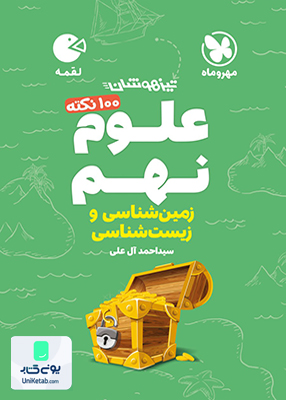 لقمه
مهروماه
تیزهوشان
۱۰۰ نکته
علوم
نهم
زمین‌شناسی و
زیست‌شناسی
سیداحمد آل علی
یونی‌کتاب
UniKetab.com